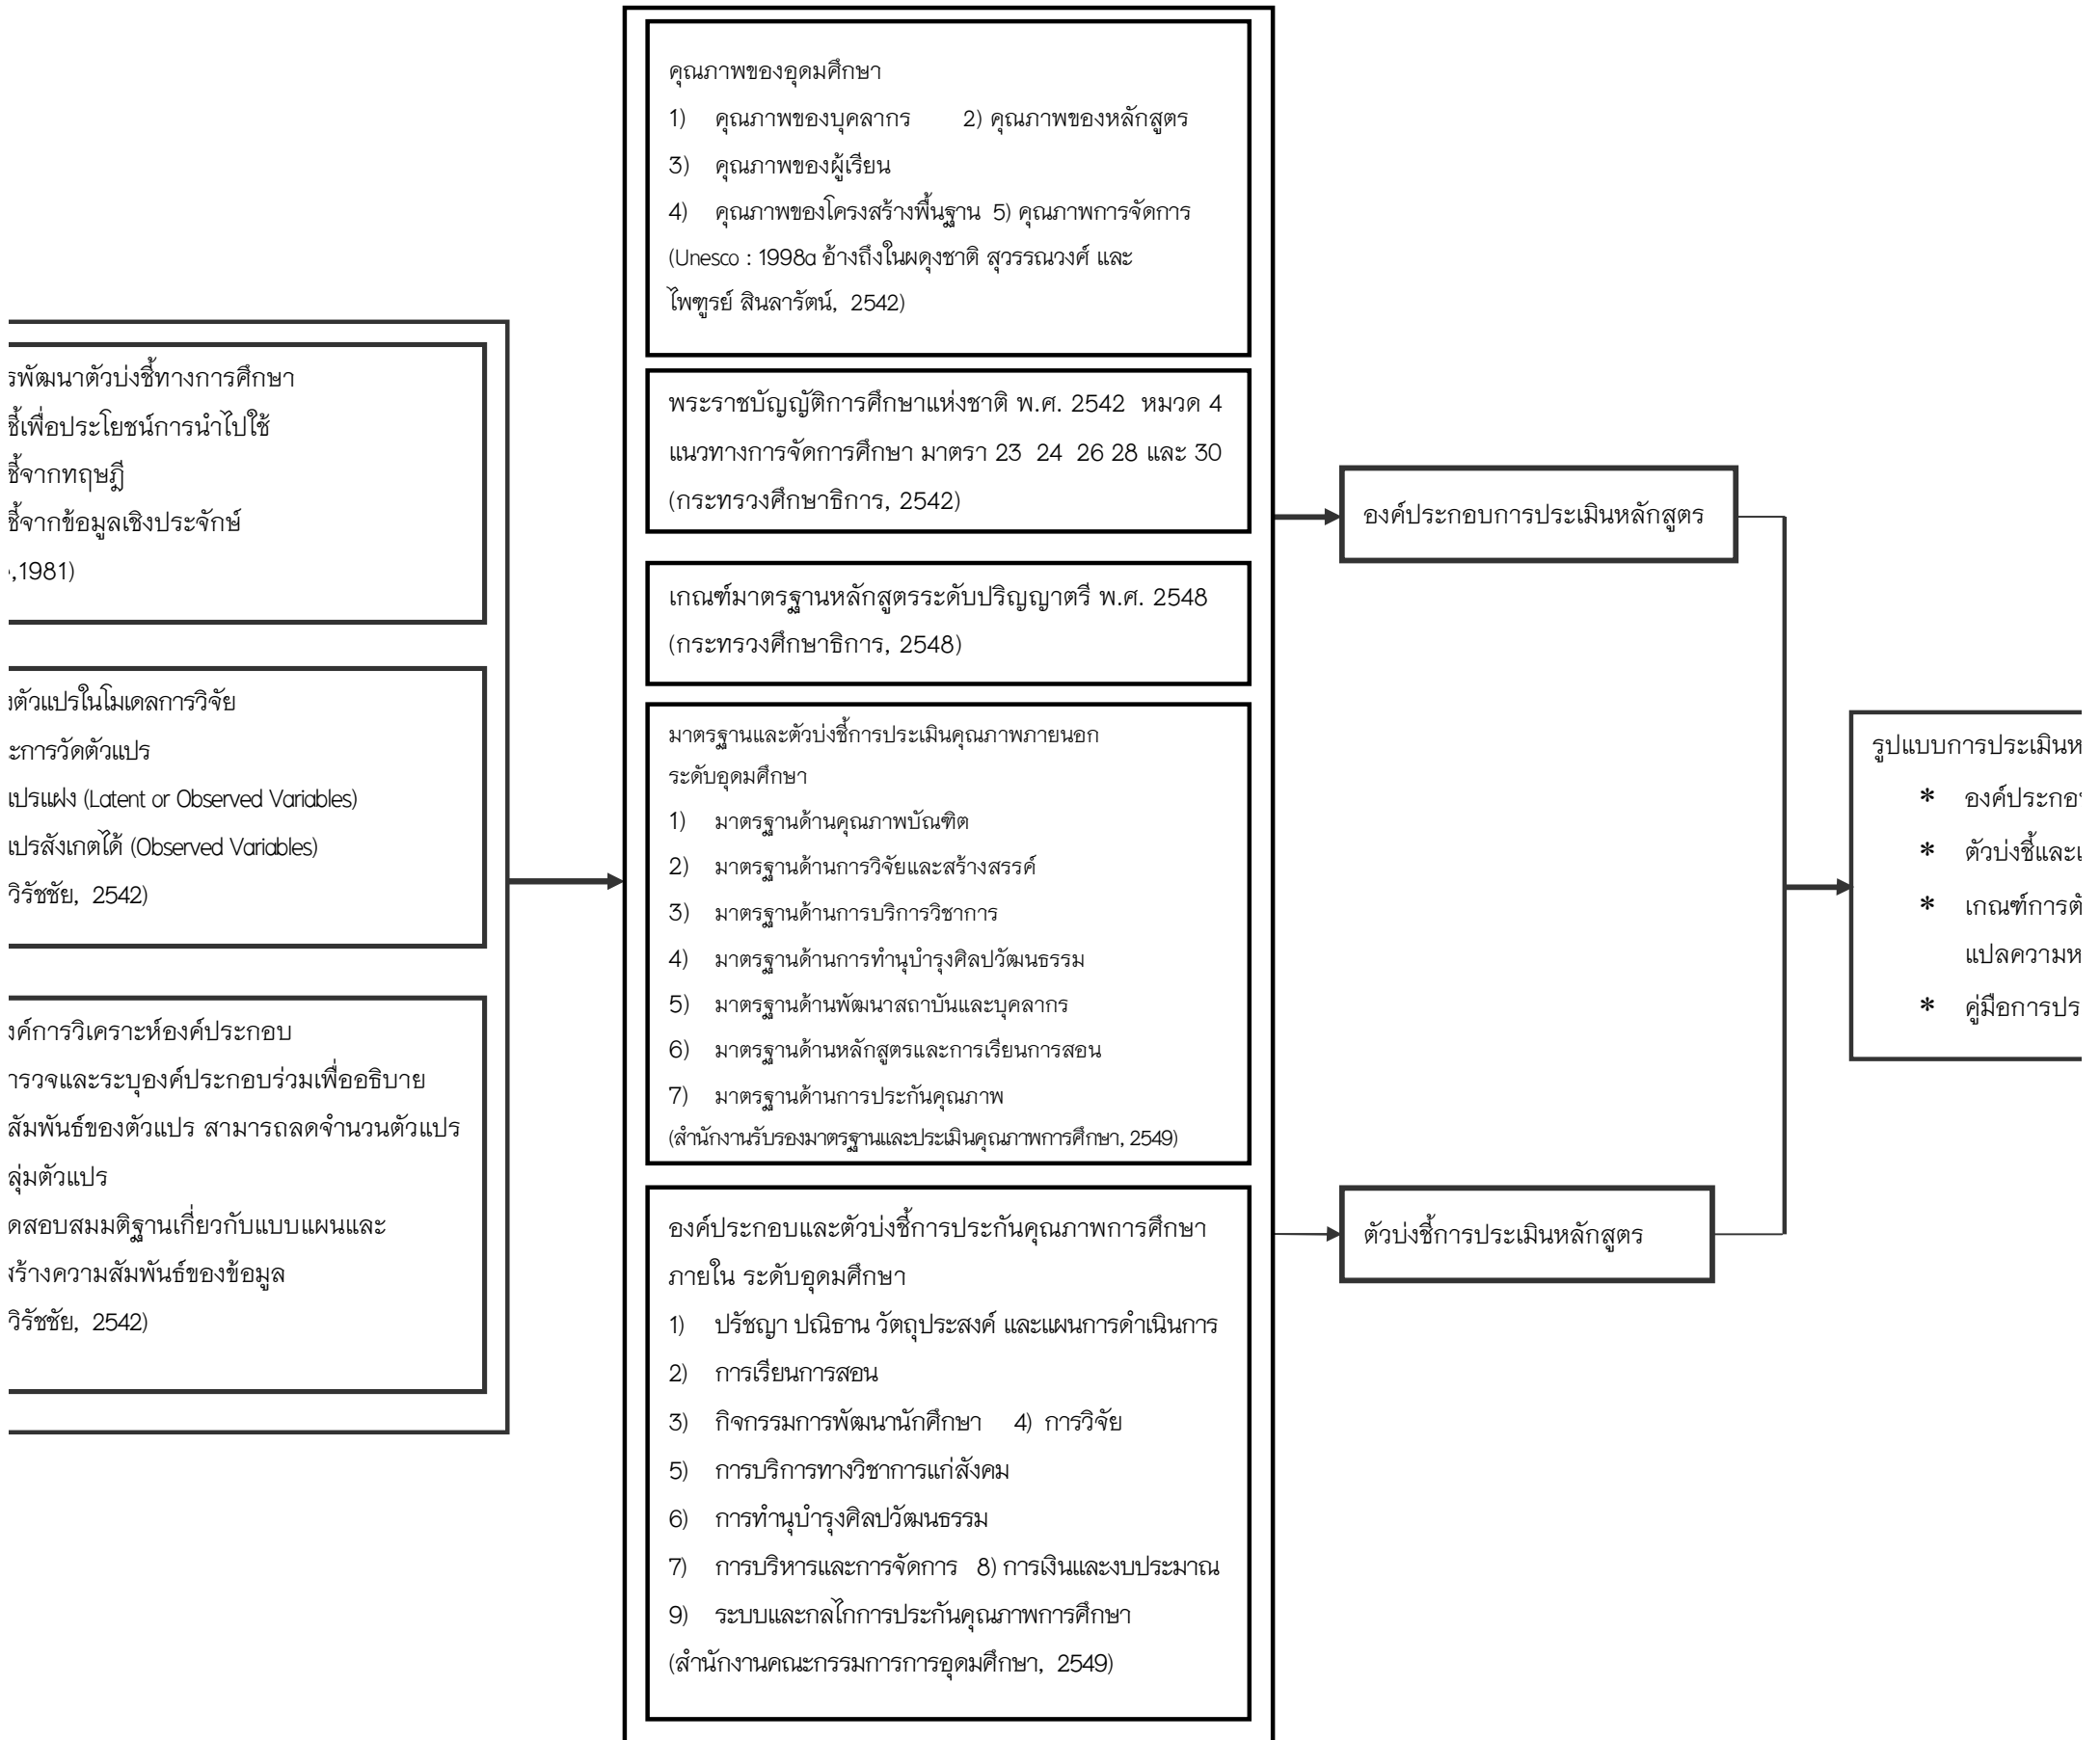 รพัฒนาตัวบ่งชี้ทางการศึกษา
ชี้เพื่อประโยชน์การนำไปใช้
ชี้จากทฤษฎี
ชี้จากข้อมูลเชิงประจักษ์
,1981)
ตัวแปรในโมเดลการวิจัย
ะการวัดตัวแปร
แปรแฝง (Latent or Observed Variables)
แปรสังเกตได้ (Observed Variables)
วิรัชชัย, 2542)
งค์การวิเคราะห์องค์ประกอบ
ารวจและระบุองค์ประกอบร่วมเพื่ออธิบาย
สัมพันธ์ของตัวแปร สามารถลดจำนวนตัวแปร
ลุ่มตัวแปร
ดสอบสมมติฐานเกี่ยวกับแบบแผนและ
ร้างความสัมพันธ์ของข้อมูล
วิรัชชัย, 2542)
คุณภาพของอุดมศึกษา
1) คุณภาพของบุคลากร 2) คุณภาพของหลักสูตร
3) คุณภาพของผู้เรียน
4) คุณภาพของโครงสร้างพื้นฐาน 5) คุณภาพการจัดการ
(Unesco : 1998a อ้างถึงในผดุงชาติ สุวรรณวงศ์ และ
ไพฑูรย์ สินลารัตน์, 2542)
พระราชบัญญัติการศึกษาแห่งชาติ พ.ศ. 2542 หมวด 4
แนวทางการจัดการศึกษา มาตรา 23 24 26 28 และ 30
(กระทรวงศึกษาธิการ, 2542)
เกณฑ์มาตรฐานหลักสูตรระดับปริญญาตรี พ.ศ. 2548
(กระทรวงศึกษาธิการ, 2548)
มาตรฐานและตัวบ่งชี้การประเมินคุณภาพภายนอก
ระดับอุดมศึกษา
1) มาตรฐานด้านคุณภาพบัณฑิต
2) มาตรฐานด้านการวิจัยและสร้างสรรค์
3) มาตรฐานด้านการบริการวิชาการ
4) มาตรฐานด้านการทำนุบำรุงศิลปวัฒนธรรม
5) มาตรฐานด้านพัฒนาสถาบันและบุคลากร
6) มาตรฐานด้านหลักสูตรและการเรียนการสอน
7) มาตรฐานด้านการประกันคุณภาพ
(สำนักงานรับรองมาตรฐานและประเมินคุณภาพการศึกษา, 2549)
องค์ประกอบและตัวบ่งชี้การประกันคุณภาพการศึกษา
ภายใน ระดับอุดมศึกษา
1) ปรัชญา ปณิธาน วัตถุประสงค์ และแผนการดำเนินการ
2) การเรียนการสอน
3) กิจกรรมการพัฒนานักศึกษา 4) การวิจัย
5) การบริการทางวิชาการแก่สังคม
6) การทำนุบำรุงศิลปวัฒนธรรม
7) การบริหารและการจัดการ 8) การเงินและงบประมาณ
9) ระบบและกลไกการประกันคุณภาพการศึกษา
(สำนักงานคณะกรรมการการอุดมศึกษา, 2549)
องค์ประกอบการประเมินหลักสูตร
ตัวบ่งชี้การประเมินหลักสูตร
รูปแบบการประเมินห
* องค์ประกอ
* ตัวบ่งชี้และเ
* เกณฑ์การตั
แปลความห
* คู่มือการประ